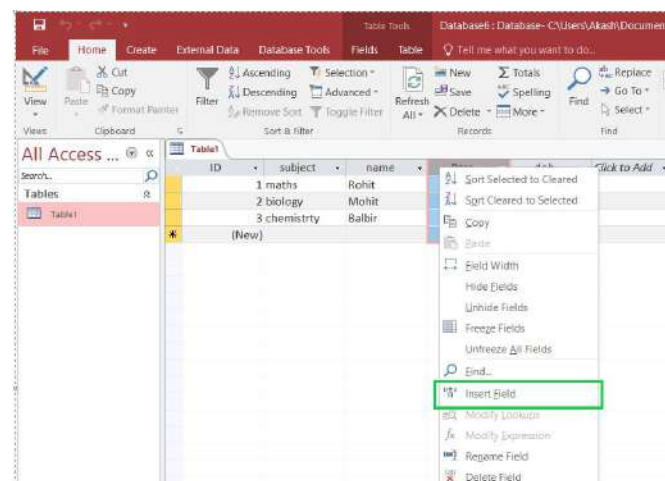 Table Tools Database6 : Database- C:\Users\Akash\Documen
File Home Create External Data Database Tools Fields Table Tell me what you want to do...
View
Paste
Cut
Copy
Format Painter
Filter
Ascending
Descending
Remove Sort
Selection
Advanced
Toggle Filter
Refresh
All
New
Save
Delete
Totals
Spelling
More
Find
Replace
Go To
Select
Views Clipboard Sort & Filter Records Find
All Access ...
Search...
Tables
Table1
Table1
ID subject name Click to Add
1 maths Rohit
2 biology Mohit
3 chemistrty Balbir
(New)
Sort Selected to Cleared
Sort Cleared to Selected
Copy
Paste
Field Width
Hide Fields
Unhide Fields
Freeze Fields
Unfreeze All Fields
Find...
Insert Field
Modify Lookups
Modify Expression
Rename Field
Delete Field